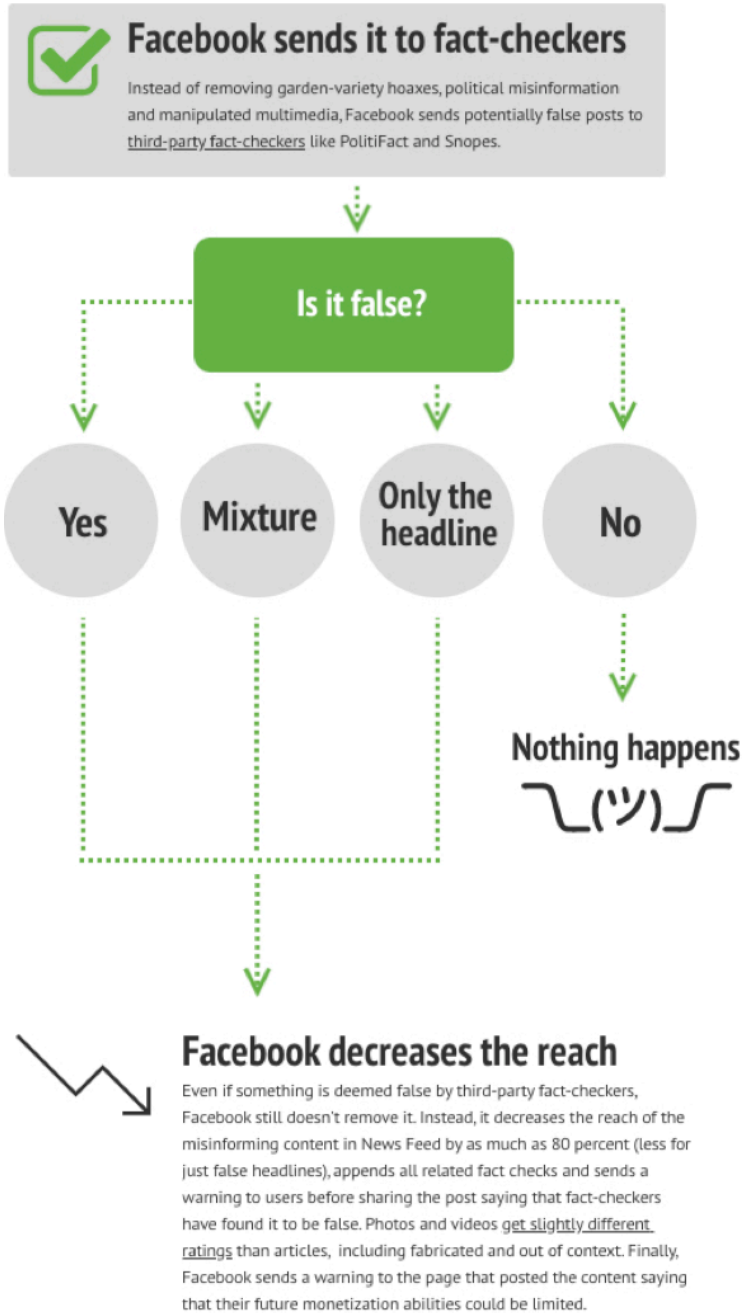 Facebook sends it to fact-checkers
Instead of removing garden-variety hoaxes, political misinformation
and manipulated multimedia, Facebook sends potentially false posts to
third-party fact-checkers like PolitiFact and Snopes.
Is it false?
Yes
Mixture
Only the
headline
No
Nothing happens
¯\_(ツ)_/¯
Facebook decreases the reach
Even if something is deemed false by third-party fact-checkers,
Facebook still doesn't remove it. Instead, it decreases the reach of the
misinforming content in News Feed by as much as 80 percent (less for
just false headlines), appends all related fact checks and sends a
warning to users before sharing the post saying that fact-checkers
have found it to be false. Photos and videos get slightly different
ratings than articles, including fabricated and out of context. Finally,
Facebook sends a warning to the page that posted the content saying
that their future monetization abilities could be limited.